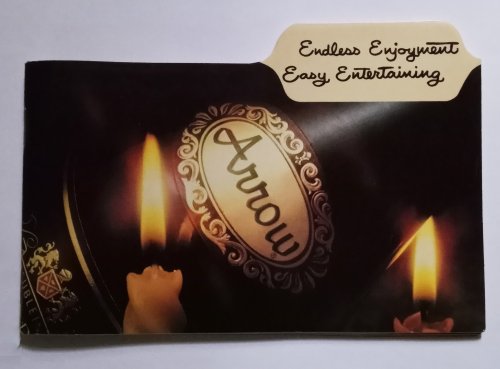 Endless Enjoyment
Easy Entertaining
Arrow
®